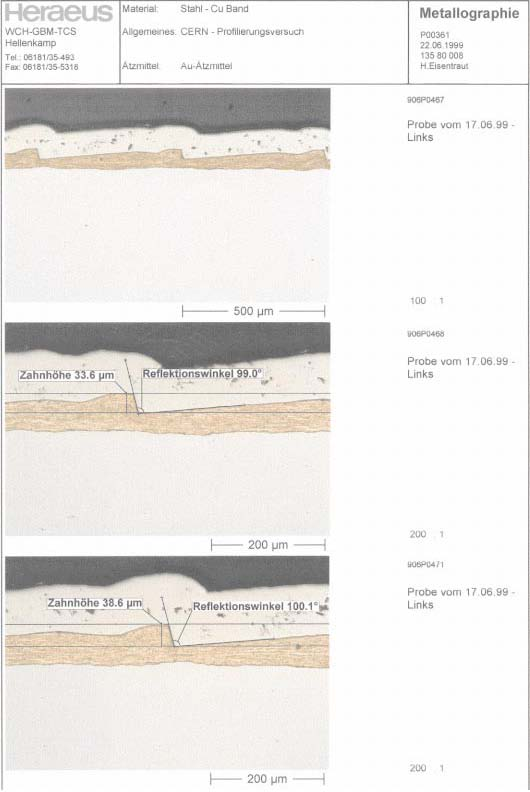 Heraeus
WCH-GBM-TCS
Hellenkamp
Tel.: 06181/35-493
Fax: 06181/35-5318
Material: Stahl - Cu Band
Allgemeines. CERN - Profilierungsversuch
Ätzmittel: Au-Ätzmittel
Metallographie
P00361
22.06.1999
135 80 008
H.Eisentraut
906P0467
Probe vom 17.06.99 -
Links
100 1
500 µm
906P0468
Probe vom 17.06.99 -
Links
Zahnhöhe 33.6 µm
Reflektionswinkel 99.0°
200 1
200 µm
906P0471
Probe vom 17.06.99 -
Links
Zahnhöhe 38.6 µm
Reflektionswinkel 100.1°
200 1
200 µm